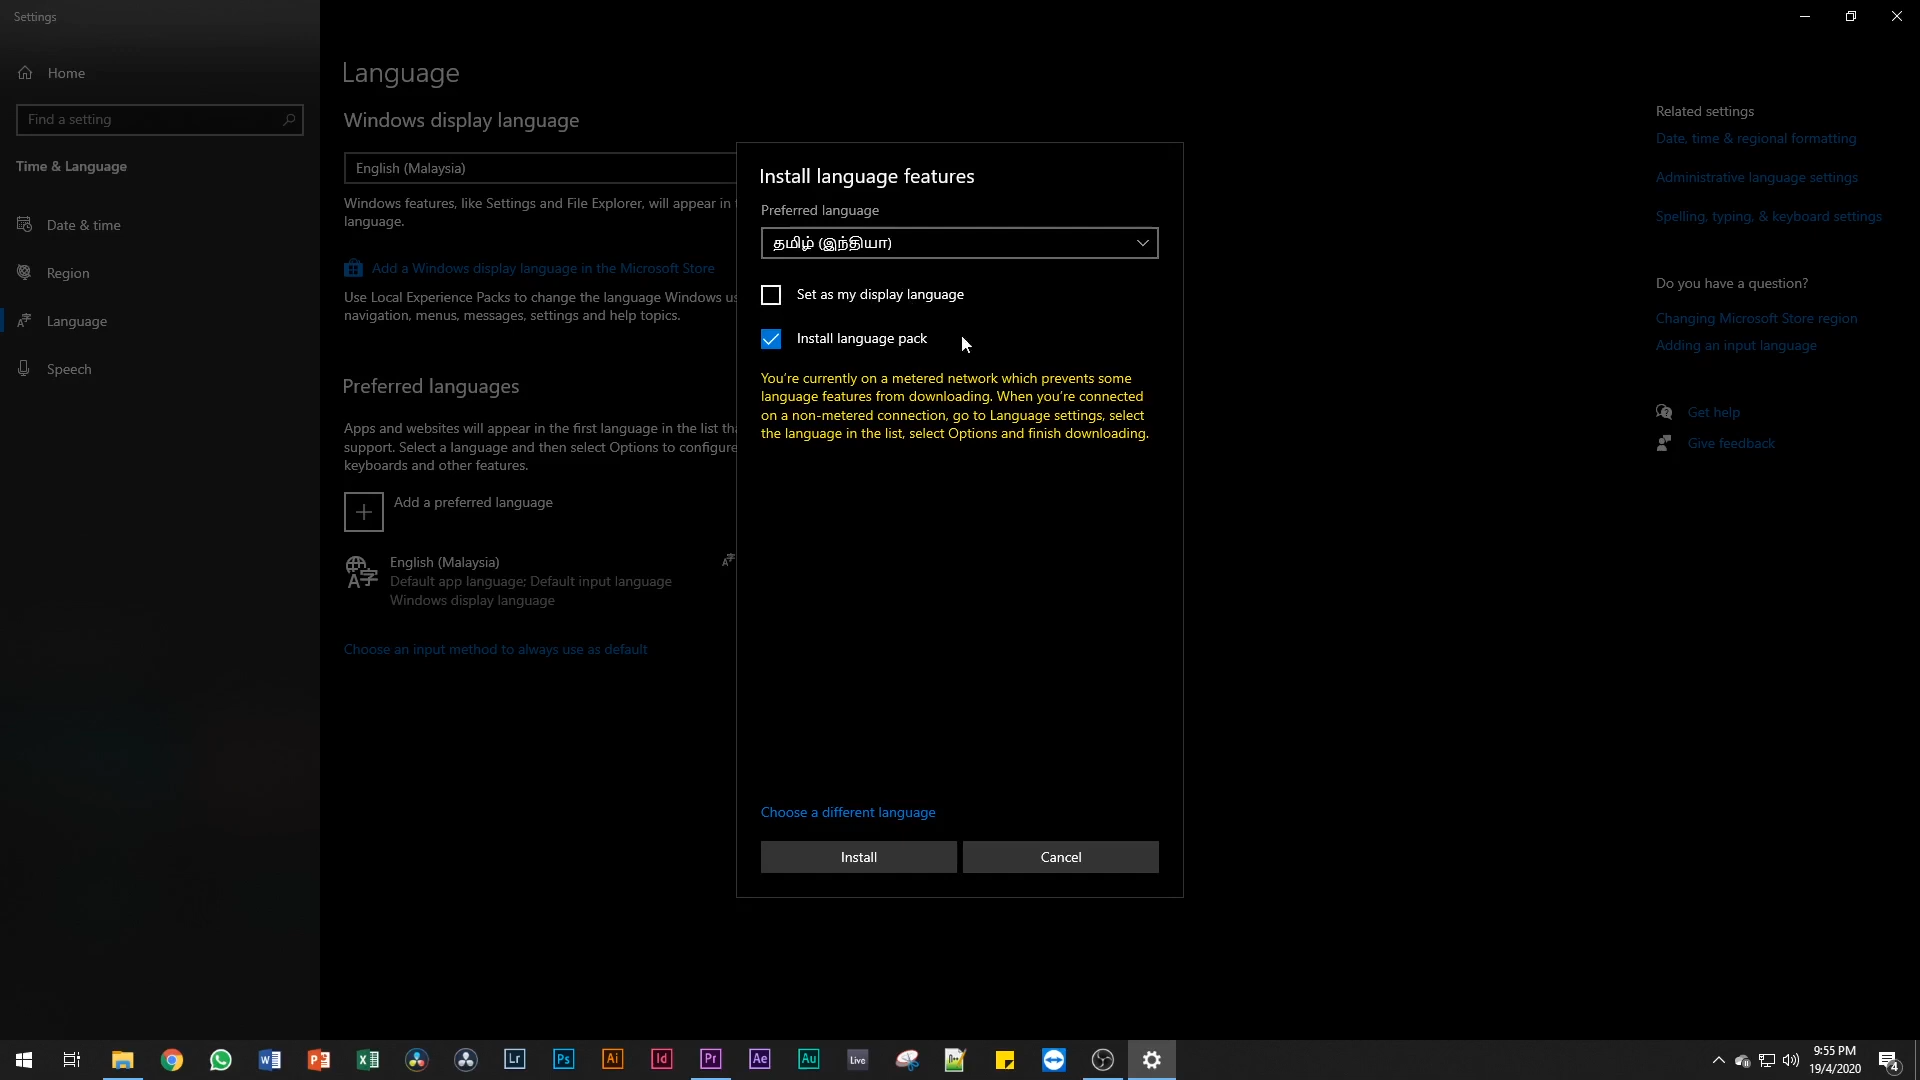 Settings
Home
Find a setting
Time & Language
Date & time
Region
Language
Speech
Language
Windows display language
English (Malaysia)
Windows features, like Settings and File Explorer, will appear in
language.
Add a Windows display language in the Microsoft Store
Use Local Experience Packs to change the language Windows
navigation, menus, messages, settings and help topics.
Preferred languages
Apps and websites will appear in the first language in the list
support. Select a language and then select Options to configure
keyboards and other features.
Add a preferred language
English (Malaysia)
Default app language; Default input language
Windows display language
Choose an input method to always use as default
Install language features
Preferred language
தமிழ் (இந்தியா)
Set as my display language
Install language pack
You're currently on a metered network which prevents some
language features from downloading. When you're connected
on a non-metered connection, go to Language settings, select
the language in the list, select Options and finish downloading.
Choose a different language
Install
Cancel
Related settings
Date, time & regional formatting
Administrative language settings
Spelling, typing, & keyboard settings
Do you have a question?
Changing Microsoft Store region
Adding an input language
Get help
Give feedback
Lr
Ps
Ai
Id
Pr
Ae
Au
Live
9:55 PM
19/4/2020
4